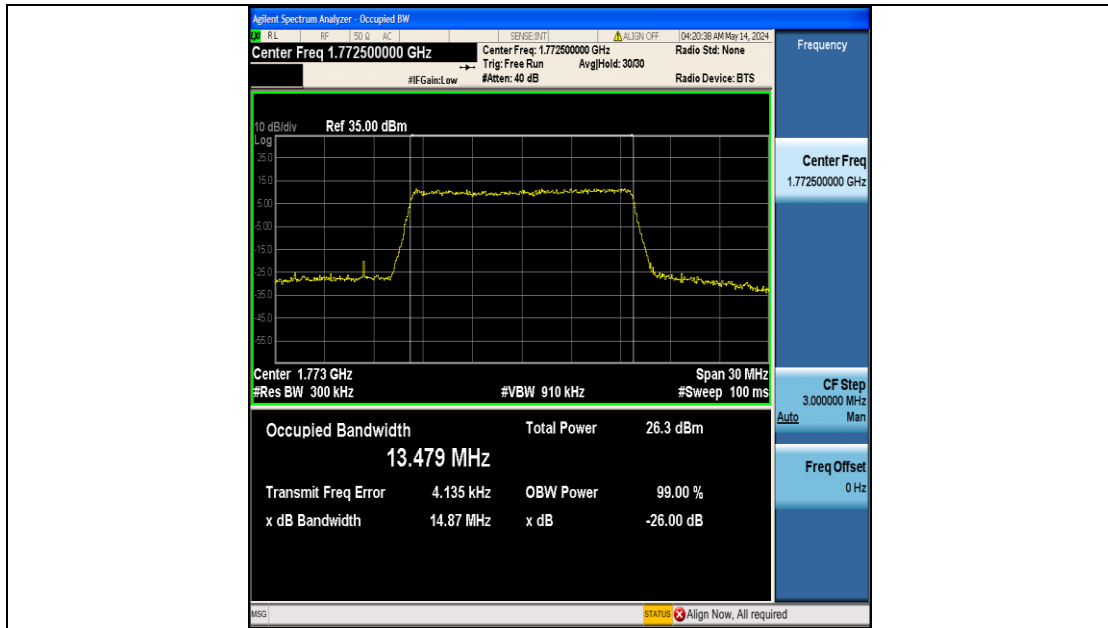 Agilent Spectrum Analyzer - Occupied BW
RL RF 50 Ω AC SENSE:INT ALIGN OFF 04:20:38 AM May 14, 2024
Center Freq 1.772500000 GHz
Center Freq: 1.772500000 GHz Radio Std: None
Trig: Free Run Avg|Hold: 30/30
#IFGain:Low #Atten: 40 dB Radio Device: BTS
Frequency
10 dB/div Ref 35.00 dBm
Log
25.0
15.0
5.00
-5.00
-15.0
-25.0
-35.0
-45.0
-55.0
Center 1.773 GHz Span 30 MHz
#Res BW 300 kHz #VBW 910 kHz #Sweep 100 ms
Center Freq
1.772500000 GHz
CF Step
3.000000 MHz
Auto Man
Freq Offset
0 Hz
Occupied Bandwidth Total Power 26.3 dBm
13.479 MHz
Transmit Freq Error 4.135 kHz OBW Power 99.00 %
x dB Bandwidth 14.87 MHz x dB -26.00 dB
MSG STATUS Align Now, All required